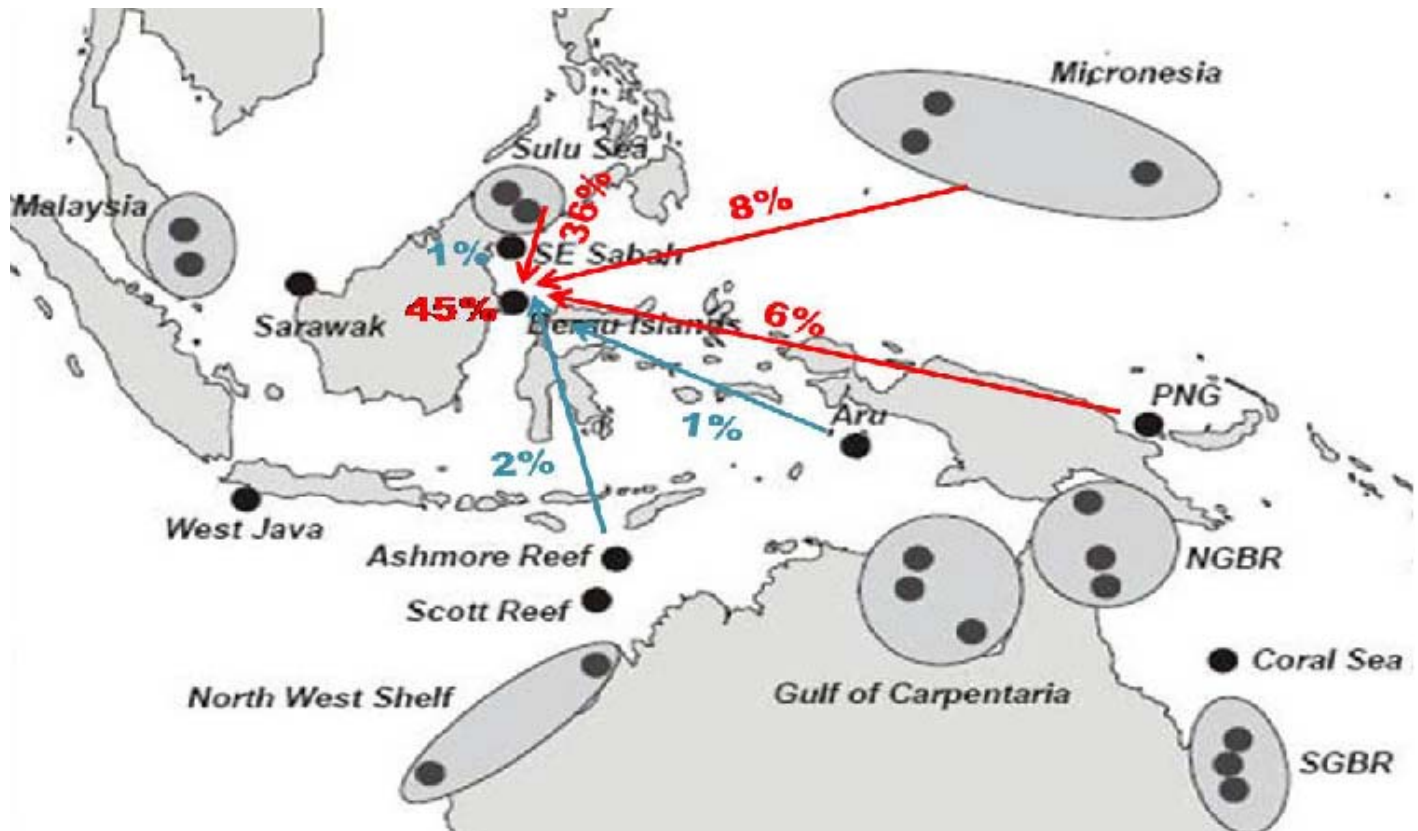 Micronesia
Sulu Sea
36%
8%
Malaysia
1%
SE Sabah
45%
Berau Islands
6%
Sarawak
PNG
Aru
1%
2%
West Java
Ashmore Reef
NGBR
Scott Reef
Coral Sea
North West Shelf
Gulf of Carpentaria
SGBR